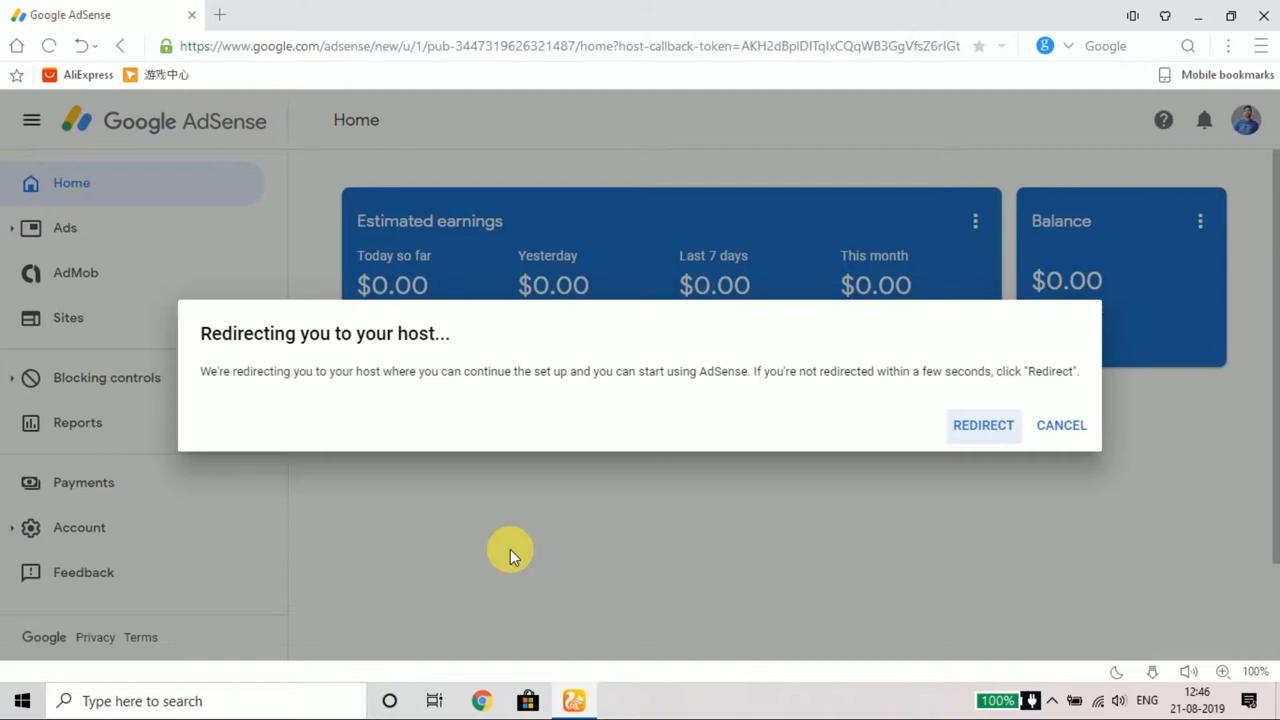 Google AdSense
https://www.google.com/adsense/new/u/1/pub-3447319626321487/home?host-callback-token=AKH2dBplDITqIxCQqWB3GgVfsZ6rIGt
Google
AliExpress
游戏中心
Mobile bookmarks
Google AdSense
Home
Home
Ads
AdMob
Sites
Blocking controls
Reports
Payments
Account
Feedback
Google Privacy Terms
Estimated earnings
Today so far Yesterday Last 7 days This month
$0.00 $0.00 $0.00 $0.00
Balance
$0.00
Redirecting you to your host...
We're redirecting you to your host where you can continue the set up and you can start using AdSense. If you're not redirected within a few seconds, click "Redirect".
REDIRECT CANCEL
100%
Type here to search
100%
ENG
12:46
21-08-2019